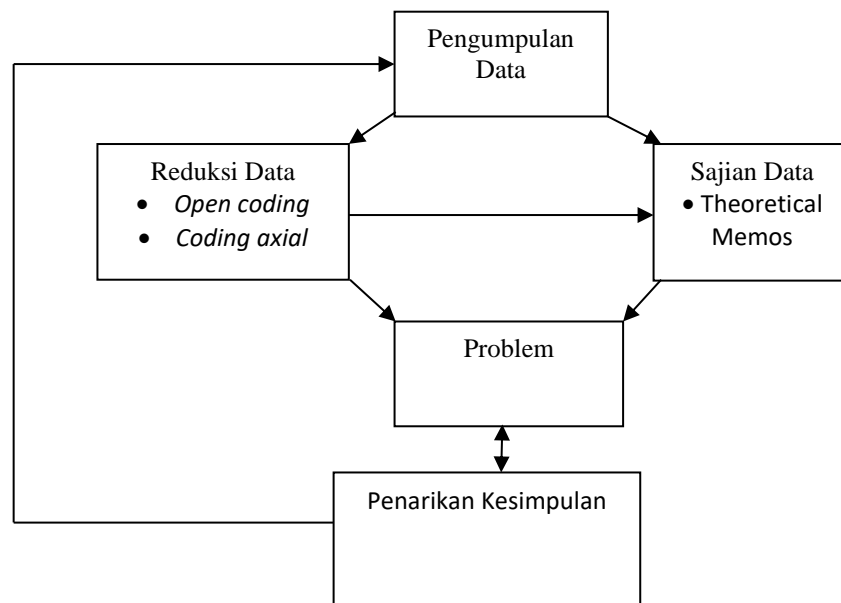 Pengumpulan
Data
Reduksi Data
• Open coding
• Coding axial
Sajian Data
• Theoretical
Memos
Problem
Penarikan Kesimpulan